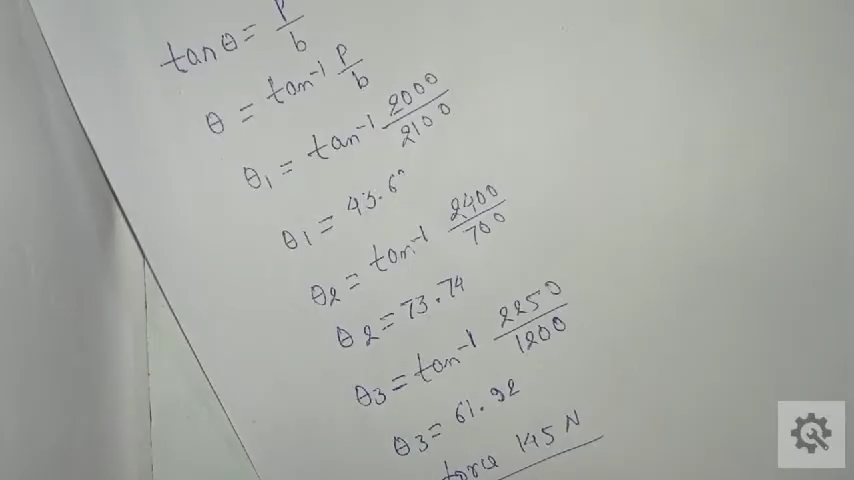 tanθ = P/b
θ = tan⁻¹ P/b
θ1 = tan⁻¹ 2000/2100
θ1 = 43.6°
θ2 = tan⁻¹ 2400/700
θ2 = 73.74
θ3 = tan⁻¹ 2250/1200
θ3 = 61.92
force 145 N